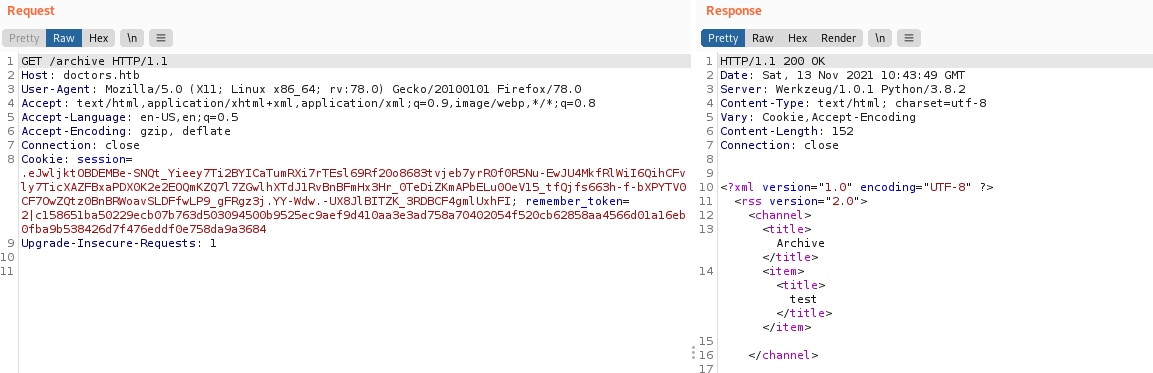 Request
Pretty Raw Hex \n
1 GET /archive HTTP/1.1
2 Host: doctors.htb
3 User-Agent: Mozilla/5.0 (X11; Linux x86_64; rv:78.0) Gecko/20100101 Firefox/78.0
4 Accept: text/html,application/xhtml+xml,application/xml;q=0.9,image/webp,*/*;q=0.8
5 Accept-Language: en-US,en;q=0.5
6 Accept-Encoding: gzip, deflate
7 Connection: close
8 Cookie: session=
.eJwljktOBDEMBe-SNQt_Yieey7Ti2BYICaTumRXi7rTEsl69Rf20o8683tvjeb7yrR0f0R5Nu-EwJU4MkfRlWiI6QihCFv
ly7TicXAZFBxaPDX0K2e2EOQmKZQ7l7ZGwlhXTdJ1RvBnBFmHx3Hr_0TeDiZKmAPbELu0OeV15_tfQjfs663h-f-bXPYTV0
CF7OwZQtz0BnBRWoavSLDFfwLP9_gFRgz3j.YY-Wdw.-UX8JlBITZK_3RDBCF4gmlUxhFI; remember_token=
2|c158651ba50229ecb07b763d503094500b9525ec9aef9d410aa3e3ad758a70402054f520cb62858aa4566d01a16eb
0fba9b538426d7f476eddf0e758da9a3684
9 Upgrade-Insecure-Requests: 1
10
11
Response
Pretty Raw Hex Render \n
1 HTTP/1.1 200 OK
2 Date: Sat, 13 Nov 2021 10:43:49 GMT
3 Server: Werkzeug/1.0.1 Python/3.8.2
4 Content-Type: text/html; charset=utf-8
5 Vary: Cookie,Accept-Encoding
6 Content-Length: 152
7 Connection: close
8
9
10 <?xml version="1.0" encoding="UTF-8" ?>
11 <rss version="2.0">
12 <channel>
13 <title>
Archive
</title>
14 <item>
<title>
test
</title>
</item>
15
16 </channel>
17